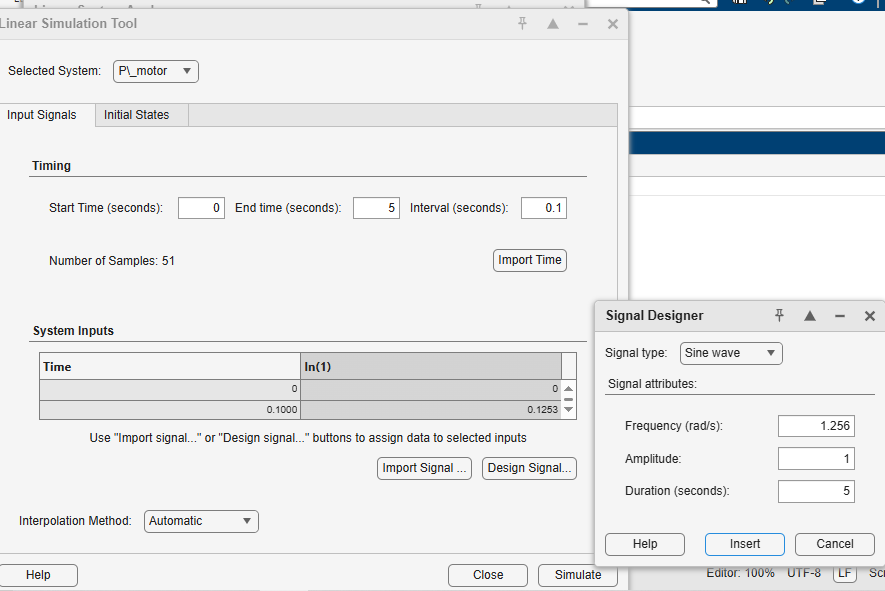 Linear Simulation Tool
Selected System: P\_motor
Input Signals Initial States
Timing
Start Time (seconds): 0 End time (seconds): 5 Interval (seconds): 0.1
Number of Samples: 51 Import Time
System Inputs
Time In(1)
0 0
0.1000 0.1253
Use "Import signal..." or "Design signal..." buttons to assign data to selected inputs
Import Signal ... Design Signal...
Interpolation Method: Automatic
Help Close Simulate
Signal Designer
Signal type: Sine wave
Signal attributes:
Frequency (rad/s): 1.256
Amplitude: 1
Duration (seconds): 5
Help Insert Cancel
Editor: 100% UTF-8 LF